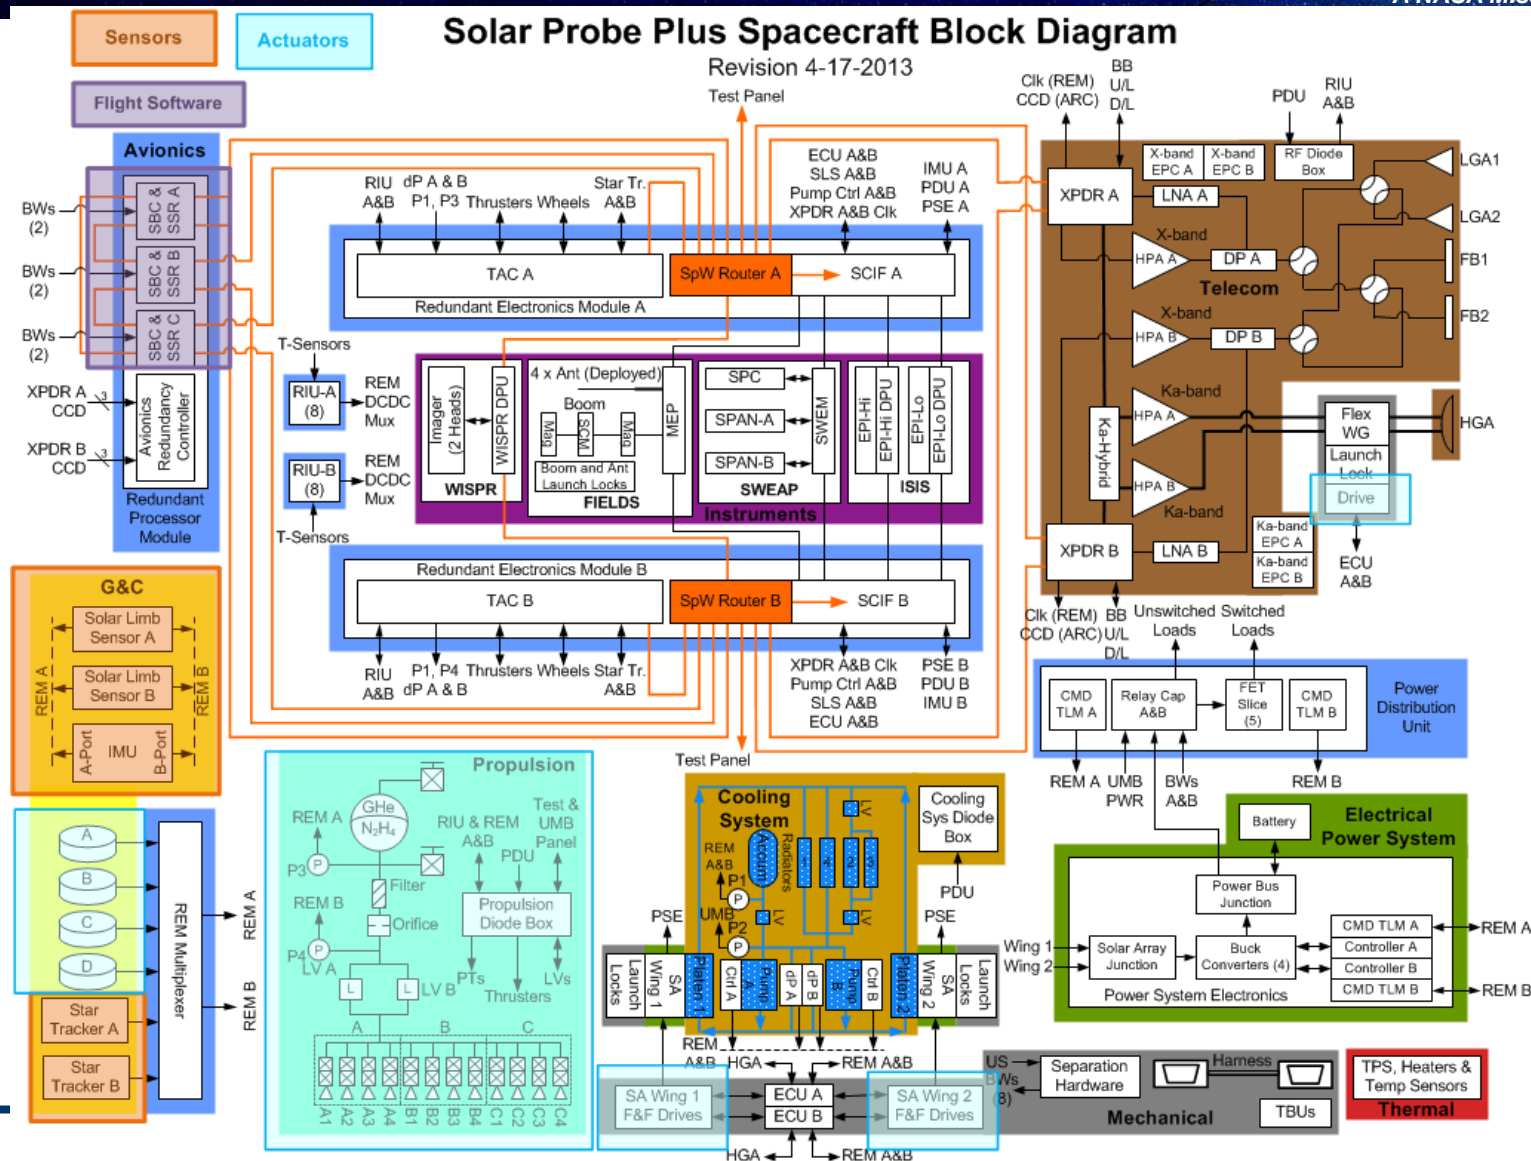 A NASA Mis
Sensors
Actuators
Solar Probe Plus Spacecraft Block Diagram
Revision 4-17-2013
Flight Software
Test Panel
Avionics
SBC &
SSR A
SBC &
SSR B
SBC &
SSR C
BWs
(2)
BWs
(2)
BWs
(2)
XPDR A
CCD
3
XPDR B
CCD
3
Avionics
Redundancy
Controller
Redundant
Processor
Module
RIU
A&B
dP A & B
P1, P3
Thrusters
Wheels
Star Tr.
A&B
ECU A&B
SLS A&B
Pump Ctrl A&B
XPDR A&B Clk
IMU A
PDU A
PSE A
TAC A
SpW Router A
SCIF A
Redundant Electronics Module A
T-Sensors
RIU-A
(8)
REM
DCDC
Mux
RIU-B
(8)
REM
DCDC
Mux
T-Sensors
Imager
(2 Heads)
WISPR DPU
WISPR
4 x Ant (Deployed)
Boom
Mag
SCM
Mag
MEP
Boom and Ant
Launch Locks
FIELDS
SPC
SPAN-A
SPAN-B
SWEM
SWEAP
EPI-Hi
EPI-Hi DPU
EPI-Lo
EPI-Lo DPU
ISIS
Instruments
Redundant Electronics Module B
TAC B
SpW Router B
SCIF B
RIU
A&B
P1, P4
dP A & B
Thrusters
Wheels
Star Tr.
A&B
XPDR A&B Clk
Pump Ctrl A&B
SLS A&B
ECU A&B
PSE B
PDU B
IMU B
Test Panel
Clk (REM)
CCD (ARC)
BB
U/L
D/L
PDU
RIU
A&B
XPDR A
X-band
EPC A
X-band
EPC B
RF Diode
Box
LNA A
LGA1
LGA2
X-band
HPA A
DP A
FB1
Telecom
X-band
HPA B
DP B
FB2
Ka-band
HPA A
Ka-Hybrid
HPA B
Ka-band
Flex
WG
Launch
Lock
Drive
HGA
XPDR B
LNA B
Ka-band
EPC A
Ka-band
EPC B
ECU
A&B
Clk (REM)
CCD (ARC)
BB
U/L
D/L
Unswitched
Loads
Switched
Loads
CMD
TLM A
Relay Cap
A&B
FET
Slice
(5)
CMD
TLM B
Power
Distribution
Unit
REM A
UMB
PWR
BWs
A&B
REM B
G&C
Solar Limb
Sensor A
Solar Limb
Sensor B
REM A
REM B
A-Port
IMU
B-Port
A
B
C
D
Star
Tracker A
Star
Tracker B
REM Multiplexer
REM A
REM B
Propulsion
GHe
N₂H₄
REM A
P3
P
Filter
REM B
Orifice
P4
P
LV A
L
L
LV B
RIU & REM
A&B
PDU
Test &
UMB
Panel
Propulsion
Diode Box
PTs
Thrusters
LVs
A
B
C
A1
A2
A3
A4
B1
B2
B3
B4
C1
C2
C3
C4
Cooling
System
Cooling
Sys Diode
Box
PDU
REM
A&B
Accum
Radiators
1
4
2
3
LV
LV
LV
P1
P
UMB
P2
P
PSE
PSE
Launch
Locks
SA
Wing 1
Platen 1
Ctrl A
Pump
A
dP A
dP B
Pump
B
Ctrl B
Platen 2
SA
Wing 2
Launch
Locks
REM
A&B
HGA
REM A&B
SA Wing 1
F&F Drives
ECU A
ECU B
SA Wing 2
F&F Drives
HGA
REM A&B
Battery
Electrical
Power System
Power Bus
Junction
Wing 1
Wing 2
Solar Array
Junction
Buck
Converters (4)
CMD TLM A
Controller A
Controller B
CMD TLM B
Power System Electronics
REM A
REM B
US
BWs
(8)
Separation
Hardware
Harness
TBUs
Mechanical
TPS, Heaters &
Temp Sensors
Thermal